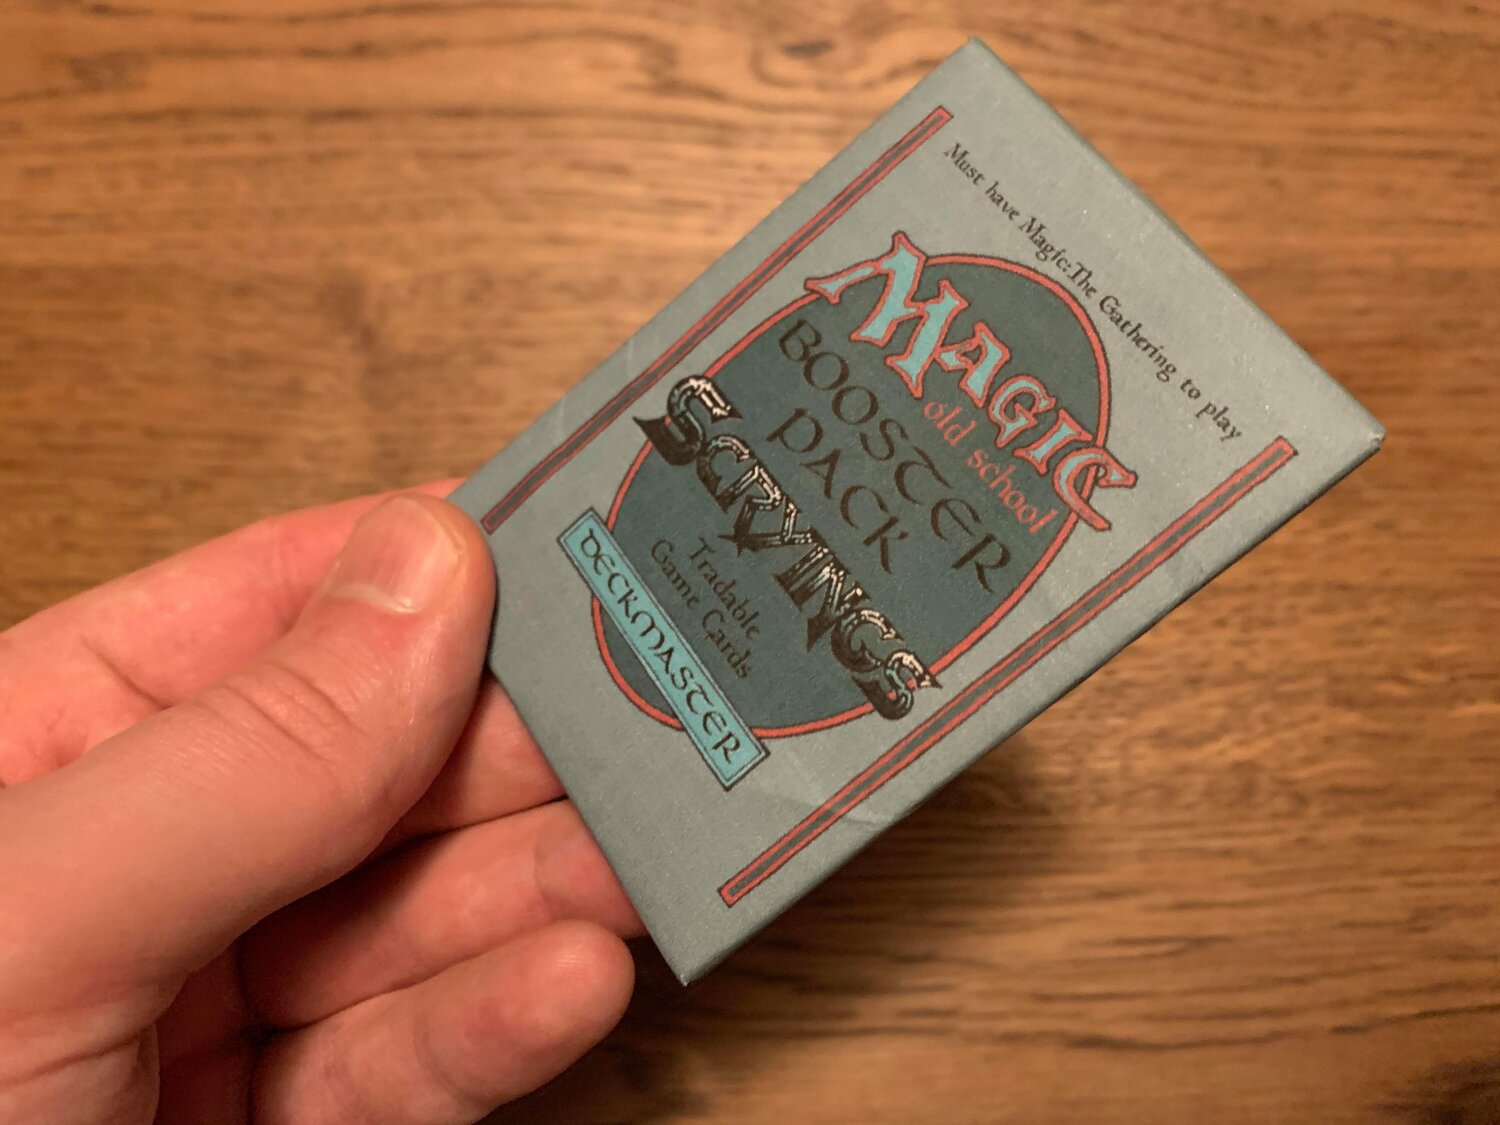 Must have Magic:The Gathering to play
MAGIC
old school
BOOSTER
PACK
SCRYINGS
Tradable
Game Cards
DECKMASTER